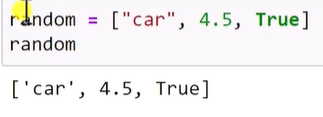 random = ["car", 4.5, True]
random
['car', 4.5, True]